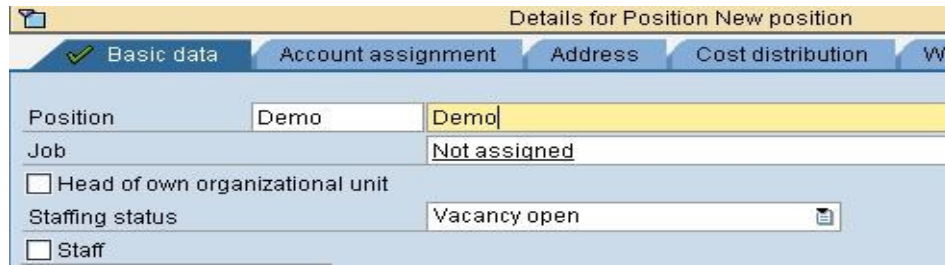 Details for Position New position
Basic data Account assignment Address Cost distribution W
Position Demo Demo
Job Not assigned
Head of own organizational unit
Staffing status Vacancy open
Staff